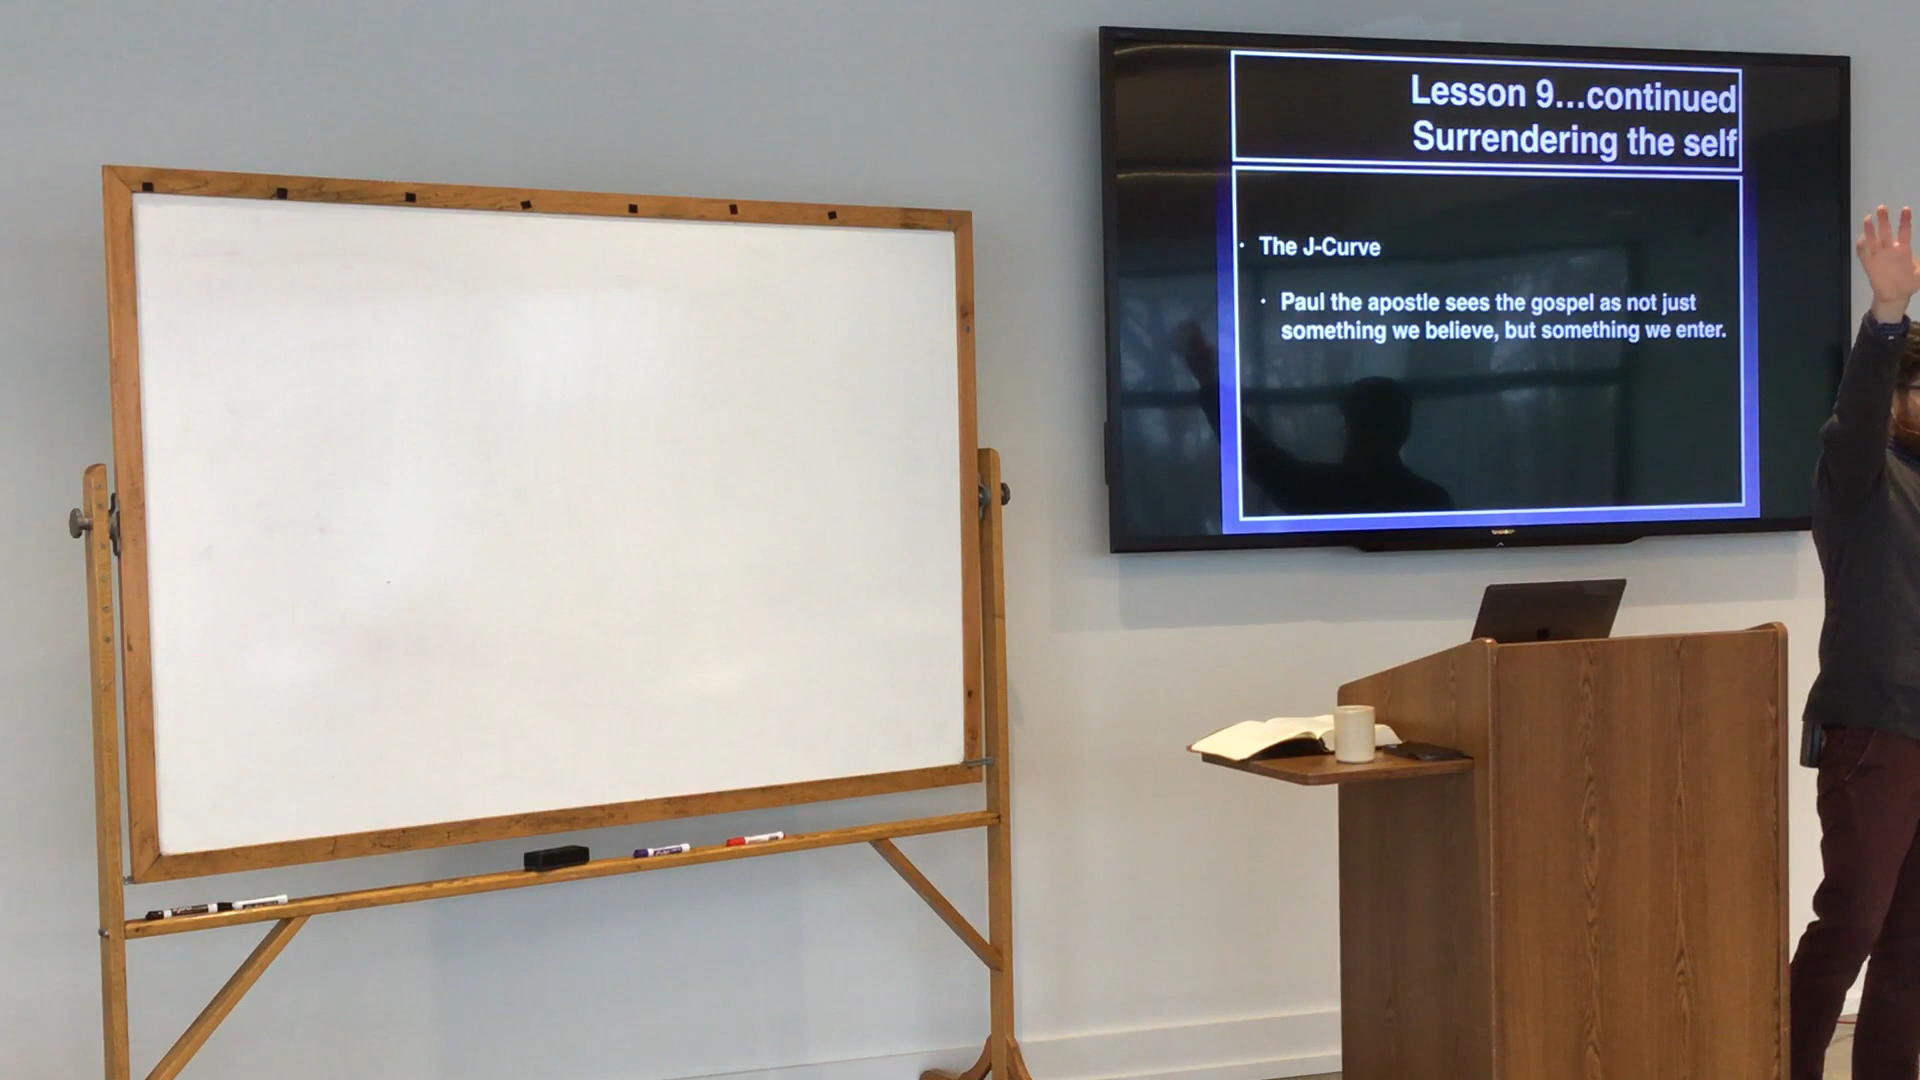 Lesson 9...continued
Surrendering the self
· The J-Curve
· Paul the apostle sees the gospel as not just
something we believe, but something we enter.